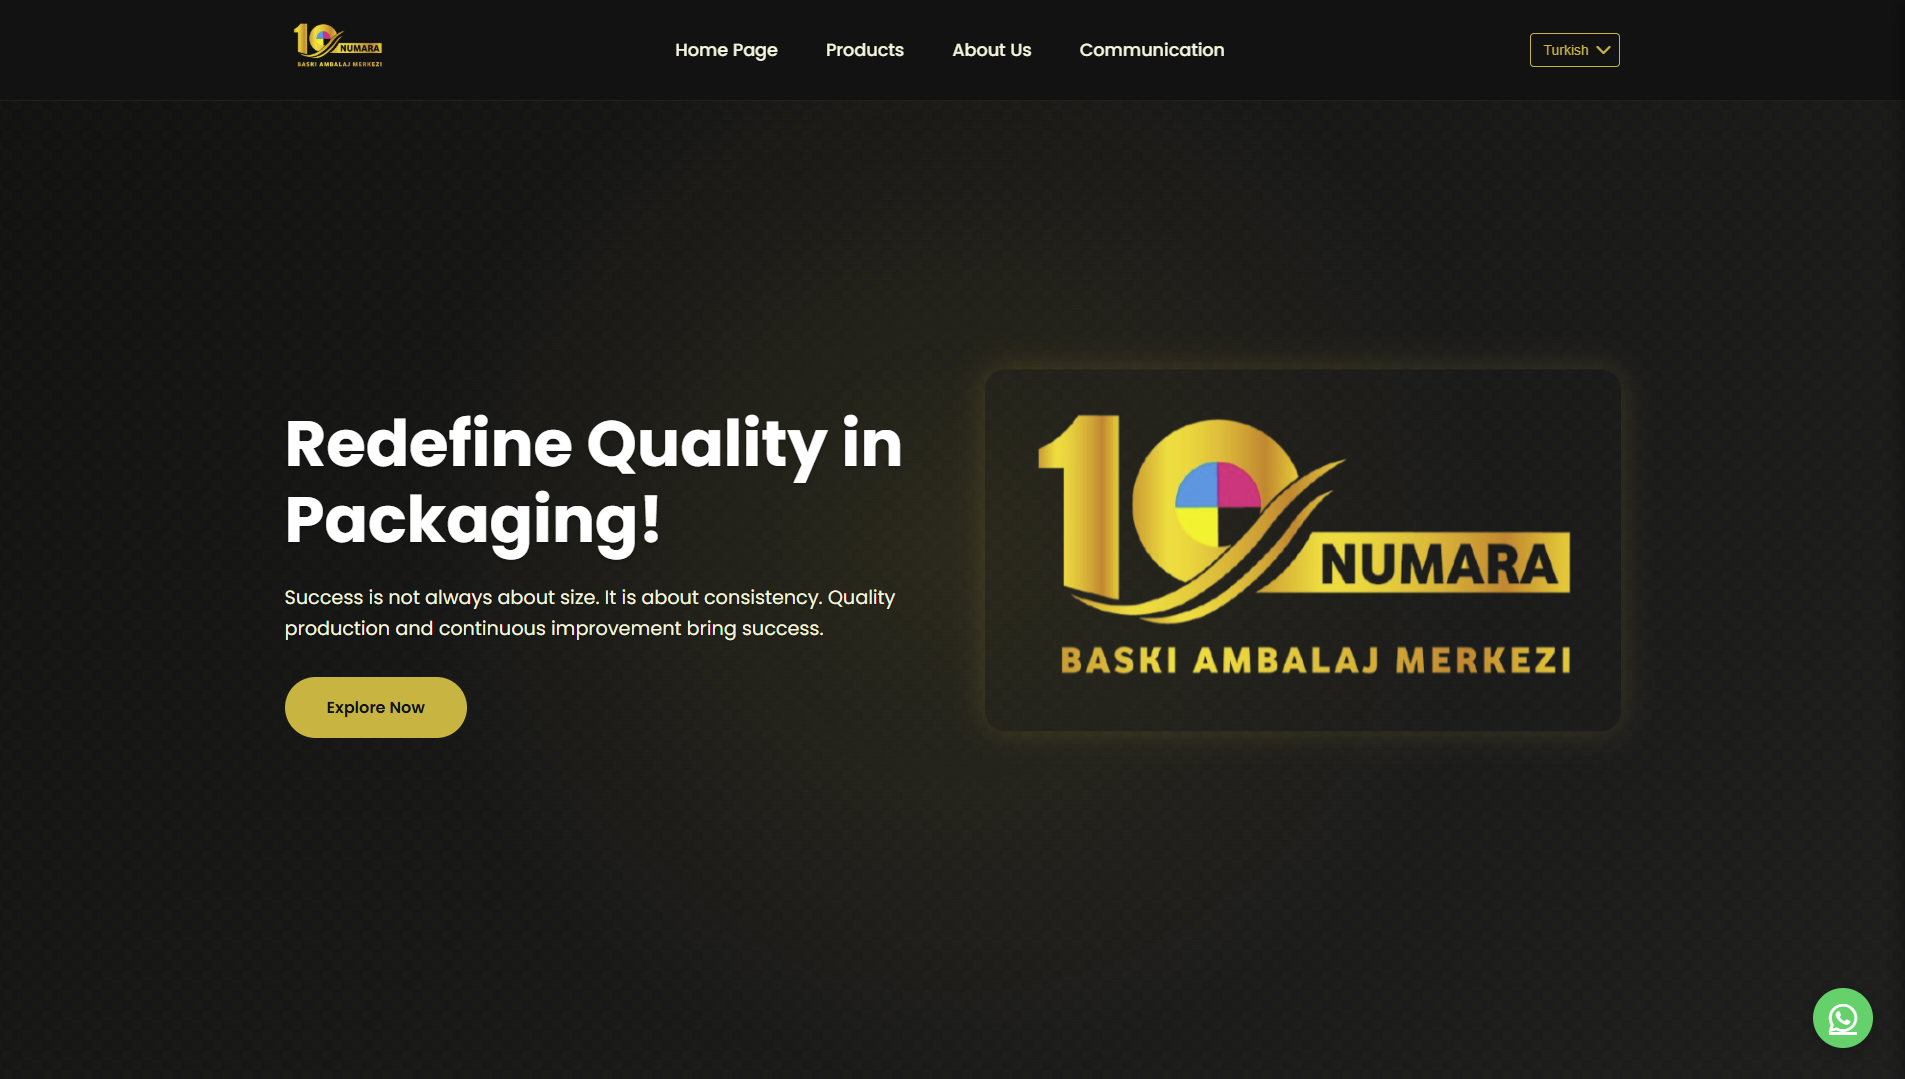 10 NUMARA
BASKI AMBALAJ MERKEZI
Home Page
Products
About Us
Communication
Turkish
Redefine Quality in
Packaging!
Success is not always about size. It is about consistency. Quality
production and continuous improvement bring success.
Explore Now
10 NUMARA
BASKI AMBALAJ MERKEZI